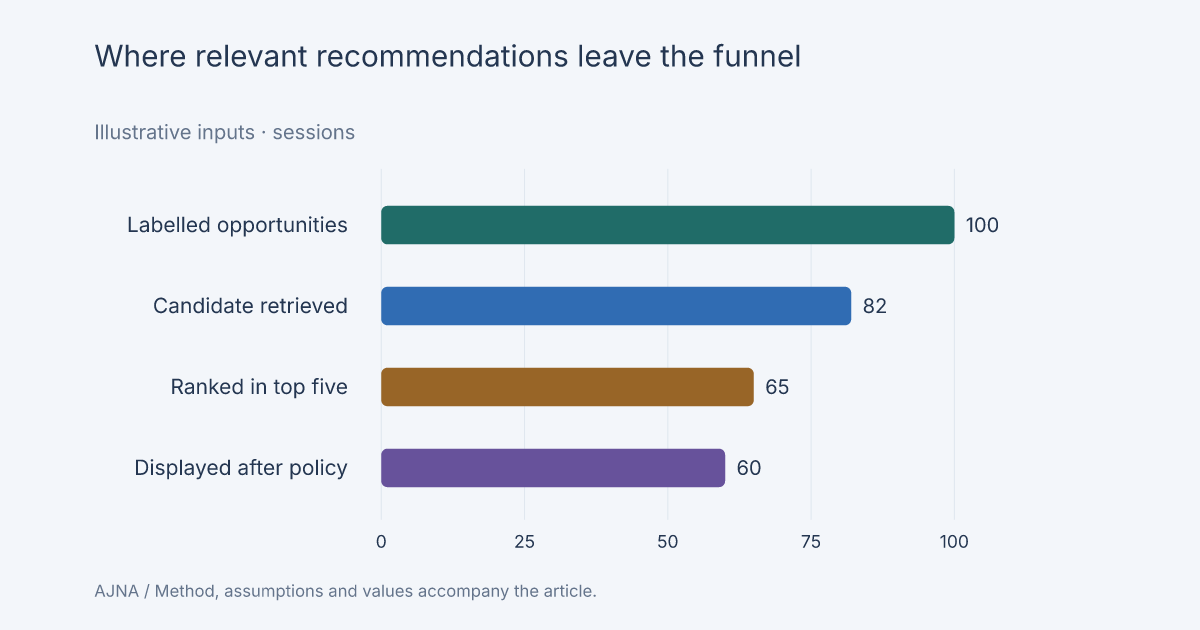 Where relevant recommendations leave the funnel
Illustrative inputs · sessions
Labelled opportunities 100
Candidate retrieved 82
Ranked in top five 65
Displayed after policy 60
0 25 50 75 100
AJNA / Method, assumptions and values accompany the article.